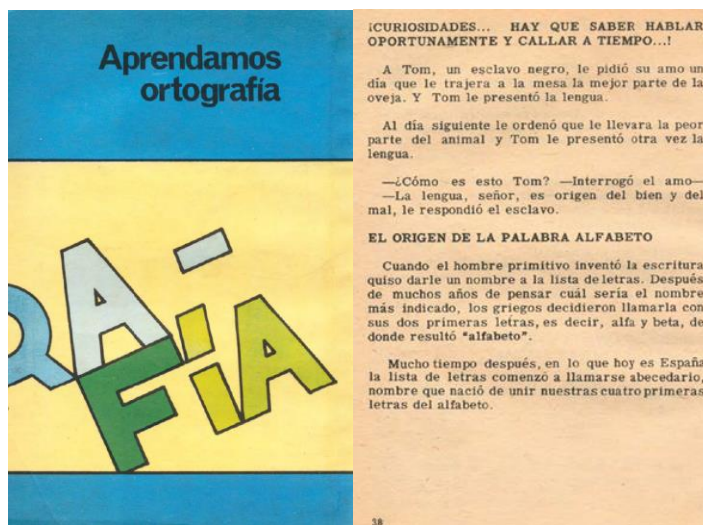 Aprendamos
ortografía
RAFÍA
¡CURIOSIDADES... HAY QUE SABER HABLAR
OPORTUNAMENTE Y CALLAR A TIEMPO...!
A Tom, un esclavo negro, le pidió su amo un
día que le trajera a la mesa la mejor parte de la
oveja. Y Tom le presentó la lengua.
Al día siguiente le ordenó que le llevara la peor
parte del animal y Tom le presentó otra vez la
lengua.
—¿Cómo es esto Tom? —Interrogó el amo—
—La lengua, señor, es origen del bien y del
mal, le respondió el esclavo.
EL ORIGEN DE LA PALABRA ALFABETO
Cuando el hombre primitivo inventó la escritura
quiso darle un nombre a la lista de letras. Después
de muchos años de pensar cuál sería el nombre
más indicado, los griegos decidieron llamarla con
sus dos primeras letras, es decir, alfa y beta, de
donde resultó "alfabeto".
Mucho tiempo después, en lo que hoy es España
la lista de letras comenzó a llamarse abecedario,
nombre que nació de unir nuestras cuatro primeras
letras del alfabeto.
38